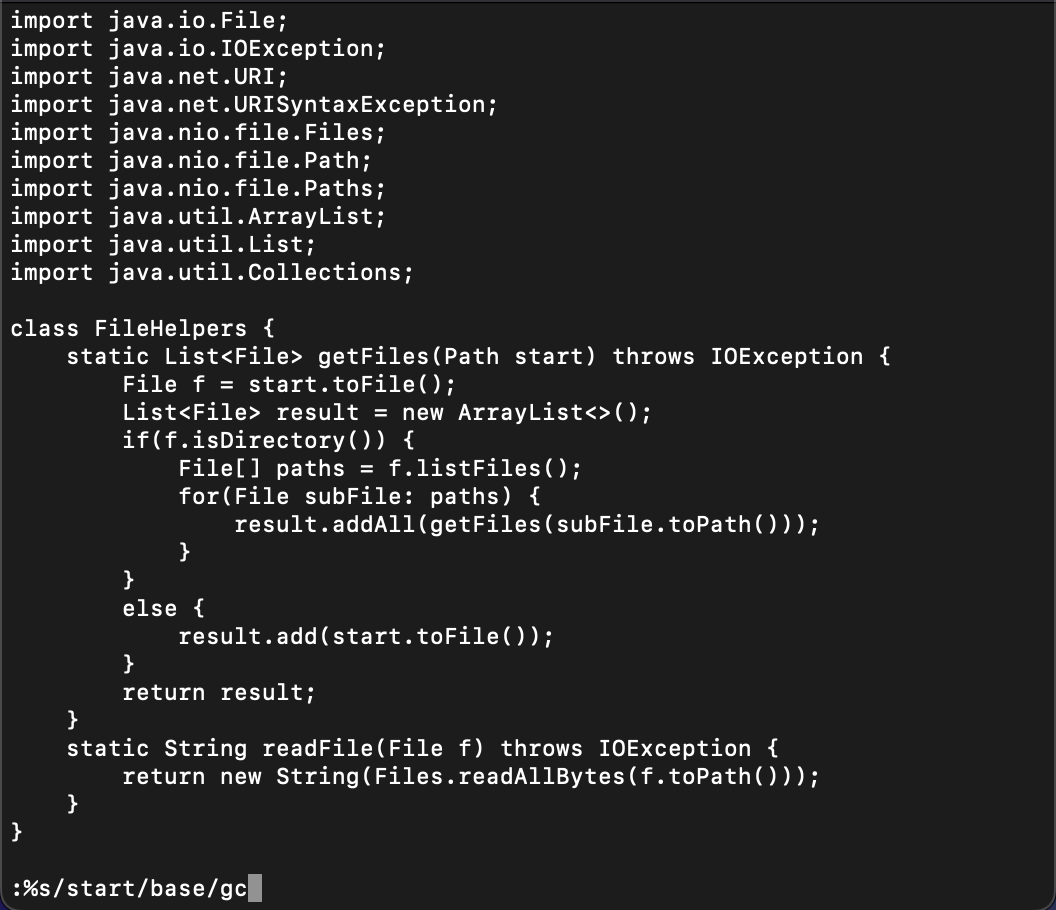 import java.io.File;
import java.io.IOException;
import java.net.URI;
import java.net.URISyntaxException;
import java.nio.file.Files;
import java.nio.file.Path;
import java.nio.file.Paths;
import java.util.ArrayList;
import java.util.List;
import java.util.Collections;

class FileHelpers {
    static List<File> getFiles(Path start) throws IOException {
        File f = start.toFile();
        List<File> result = new ArrayList<>();
        if(f.isDirectory()) {
            File[] paths = f.listFiles();
            for(File subFile: paths) {
                result.addAll(getFiles(subFile.toPath()));
            }
        }
        else {
            result.add(start.toFile());
        }
        return result;
    }
    static String readFile(File f) throws IOException {
        return new String(Files.readAllBytes(f.toPath()));
    }
}

:%s/start/base/gc